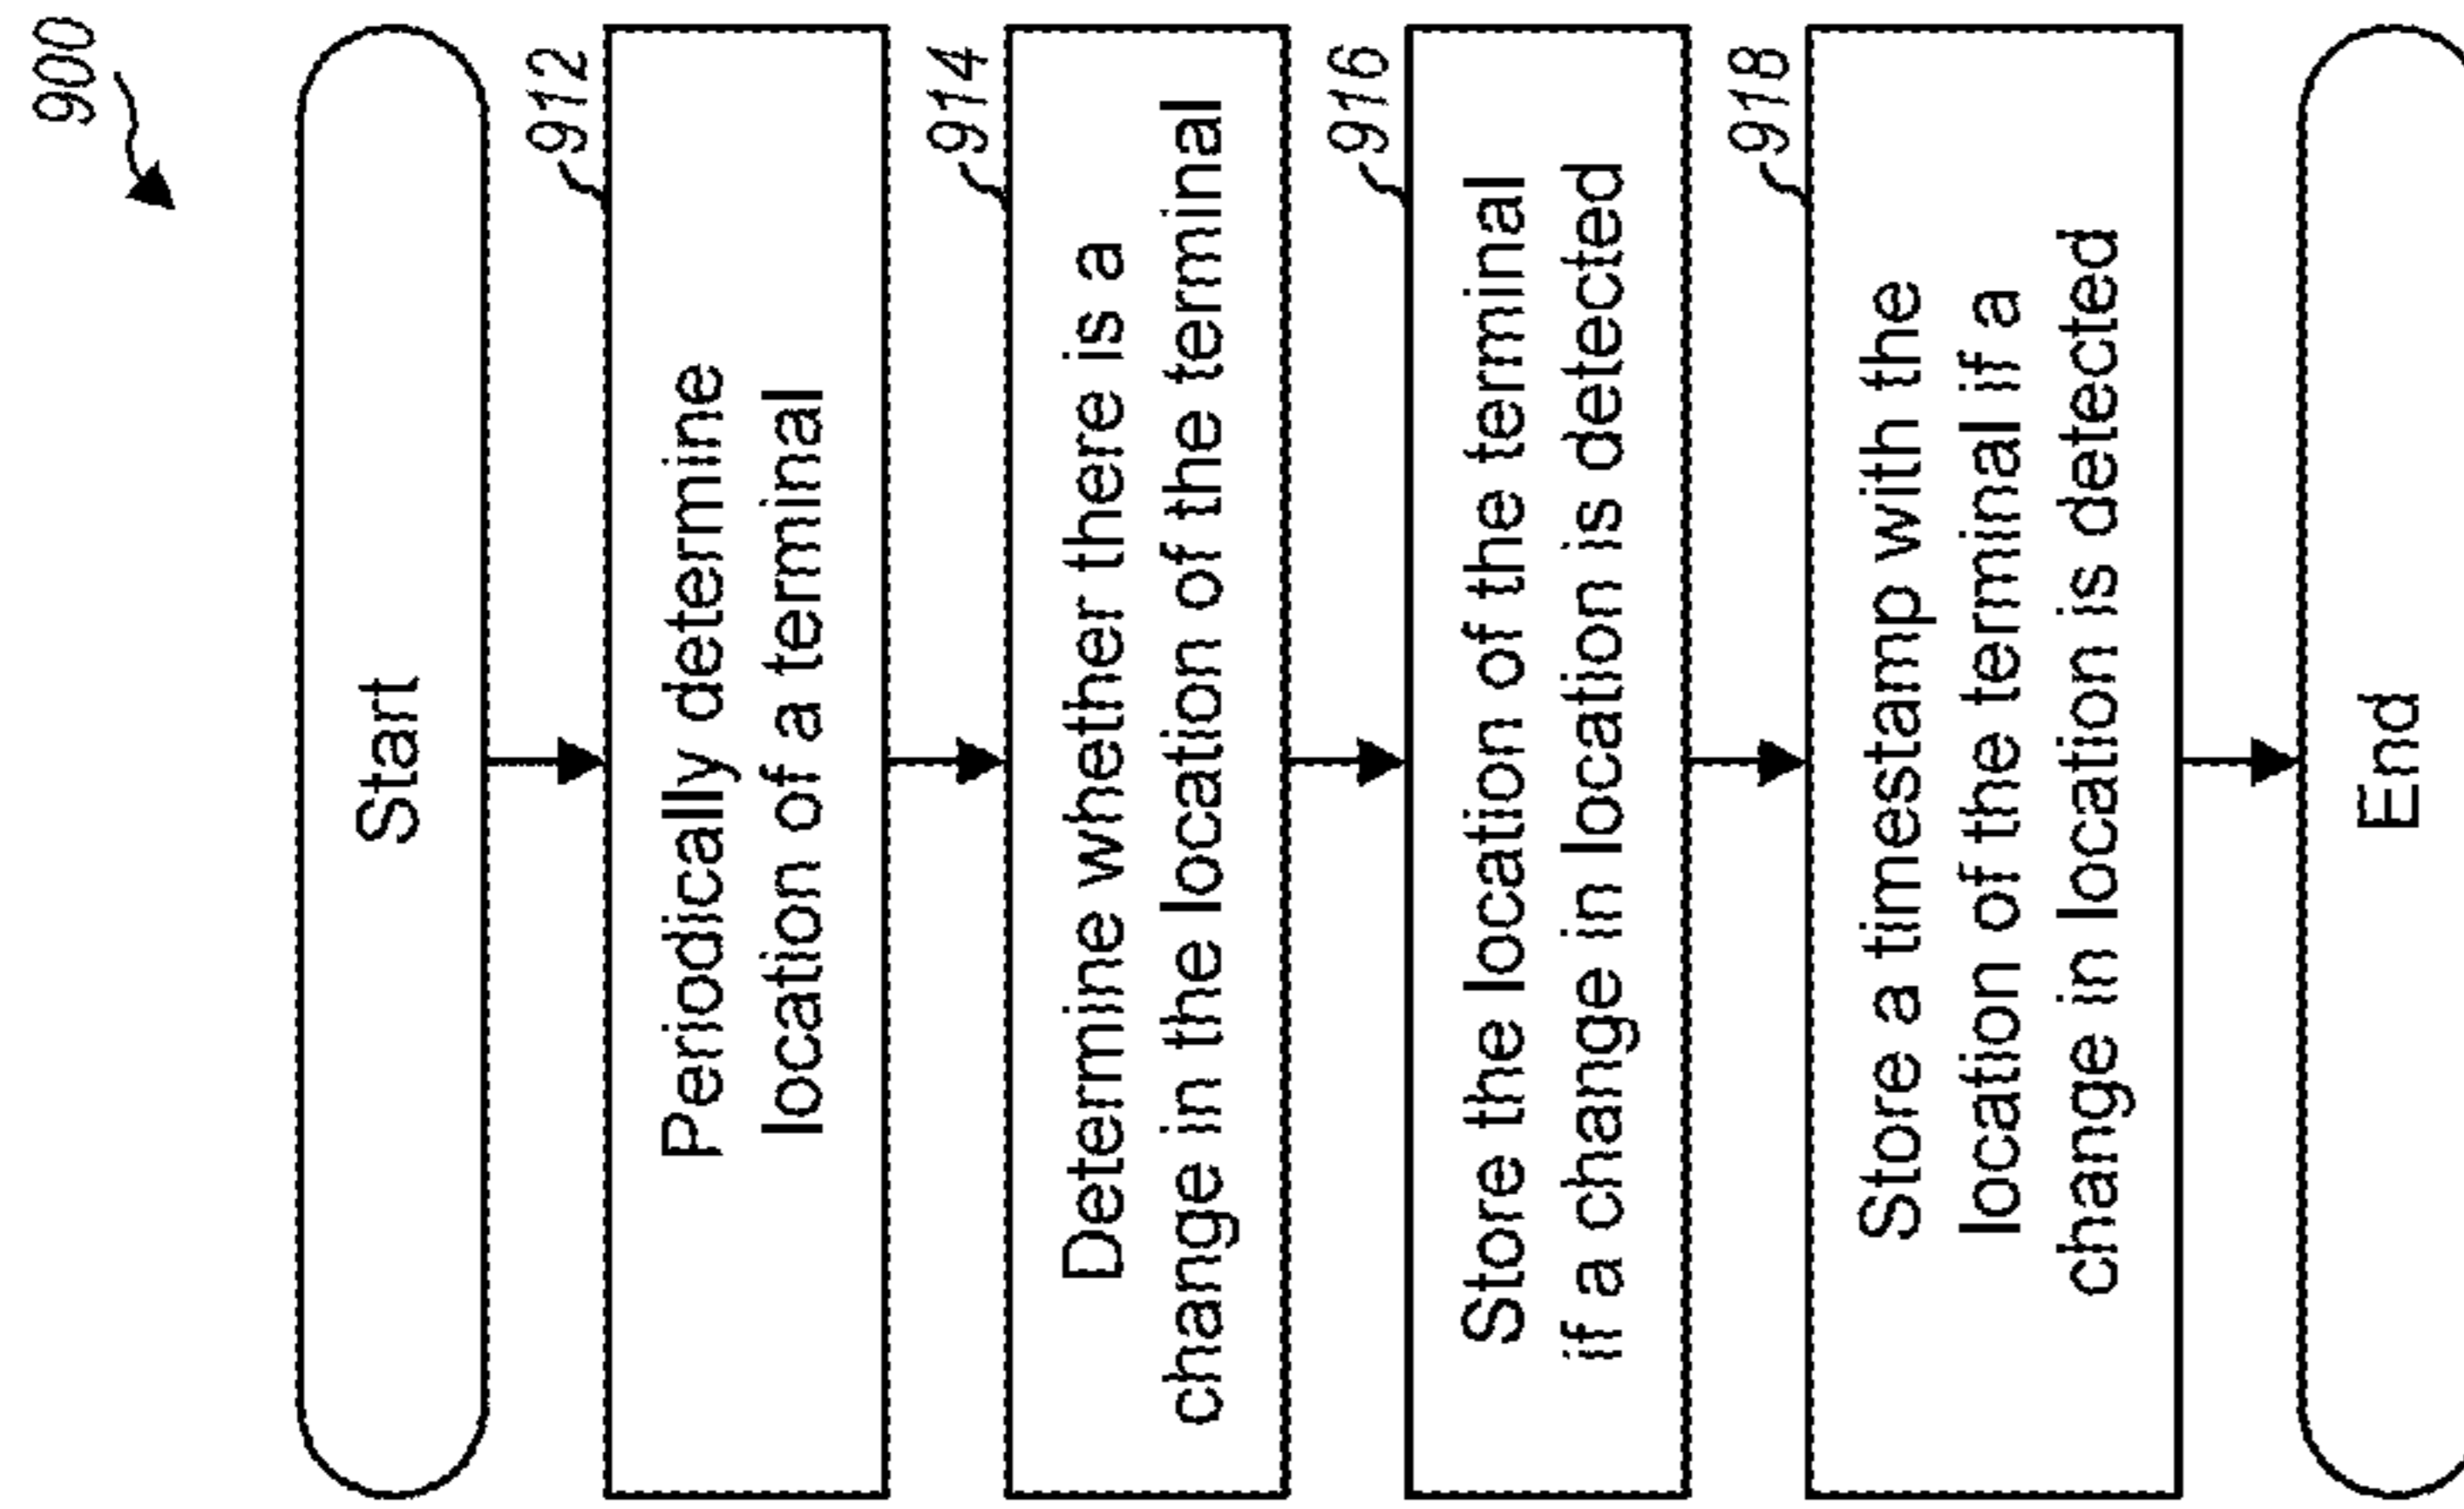 900
Start
912
Periodically determine
location of a terminal
914
Determine whether there is a
change in the location of the terminal
916
Store the location of the terminal
if a change in location is detected
918
Store a timestamp with the
location of the terminal if a
change in location is detected
End